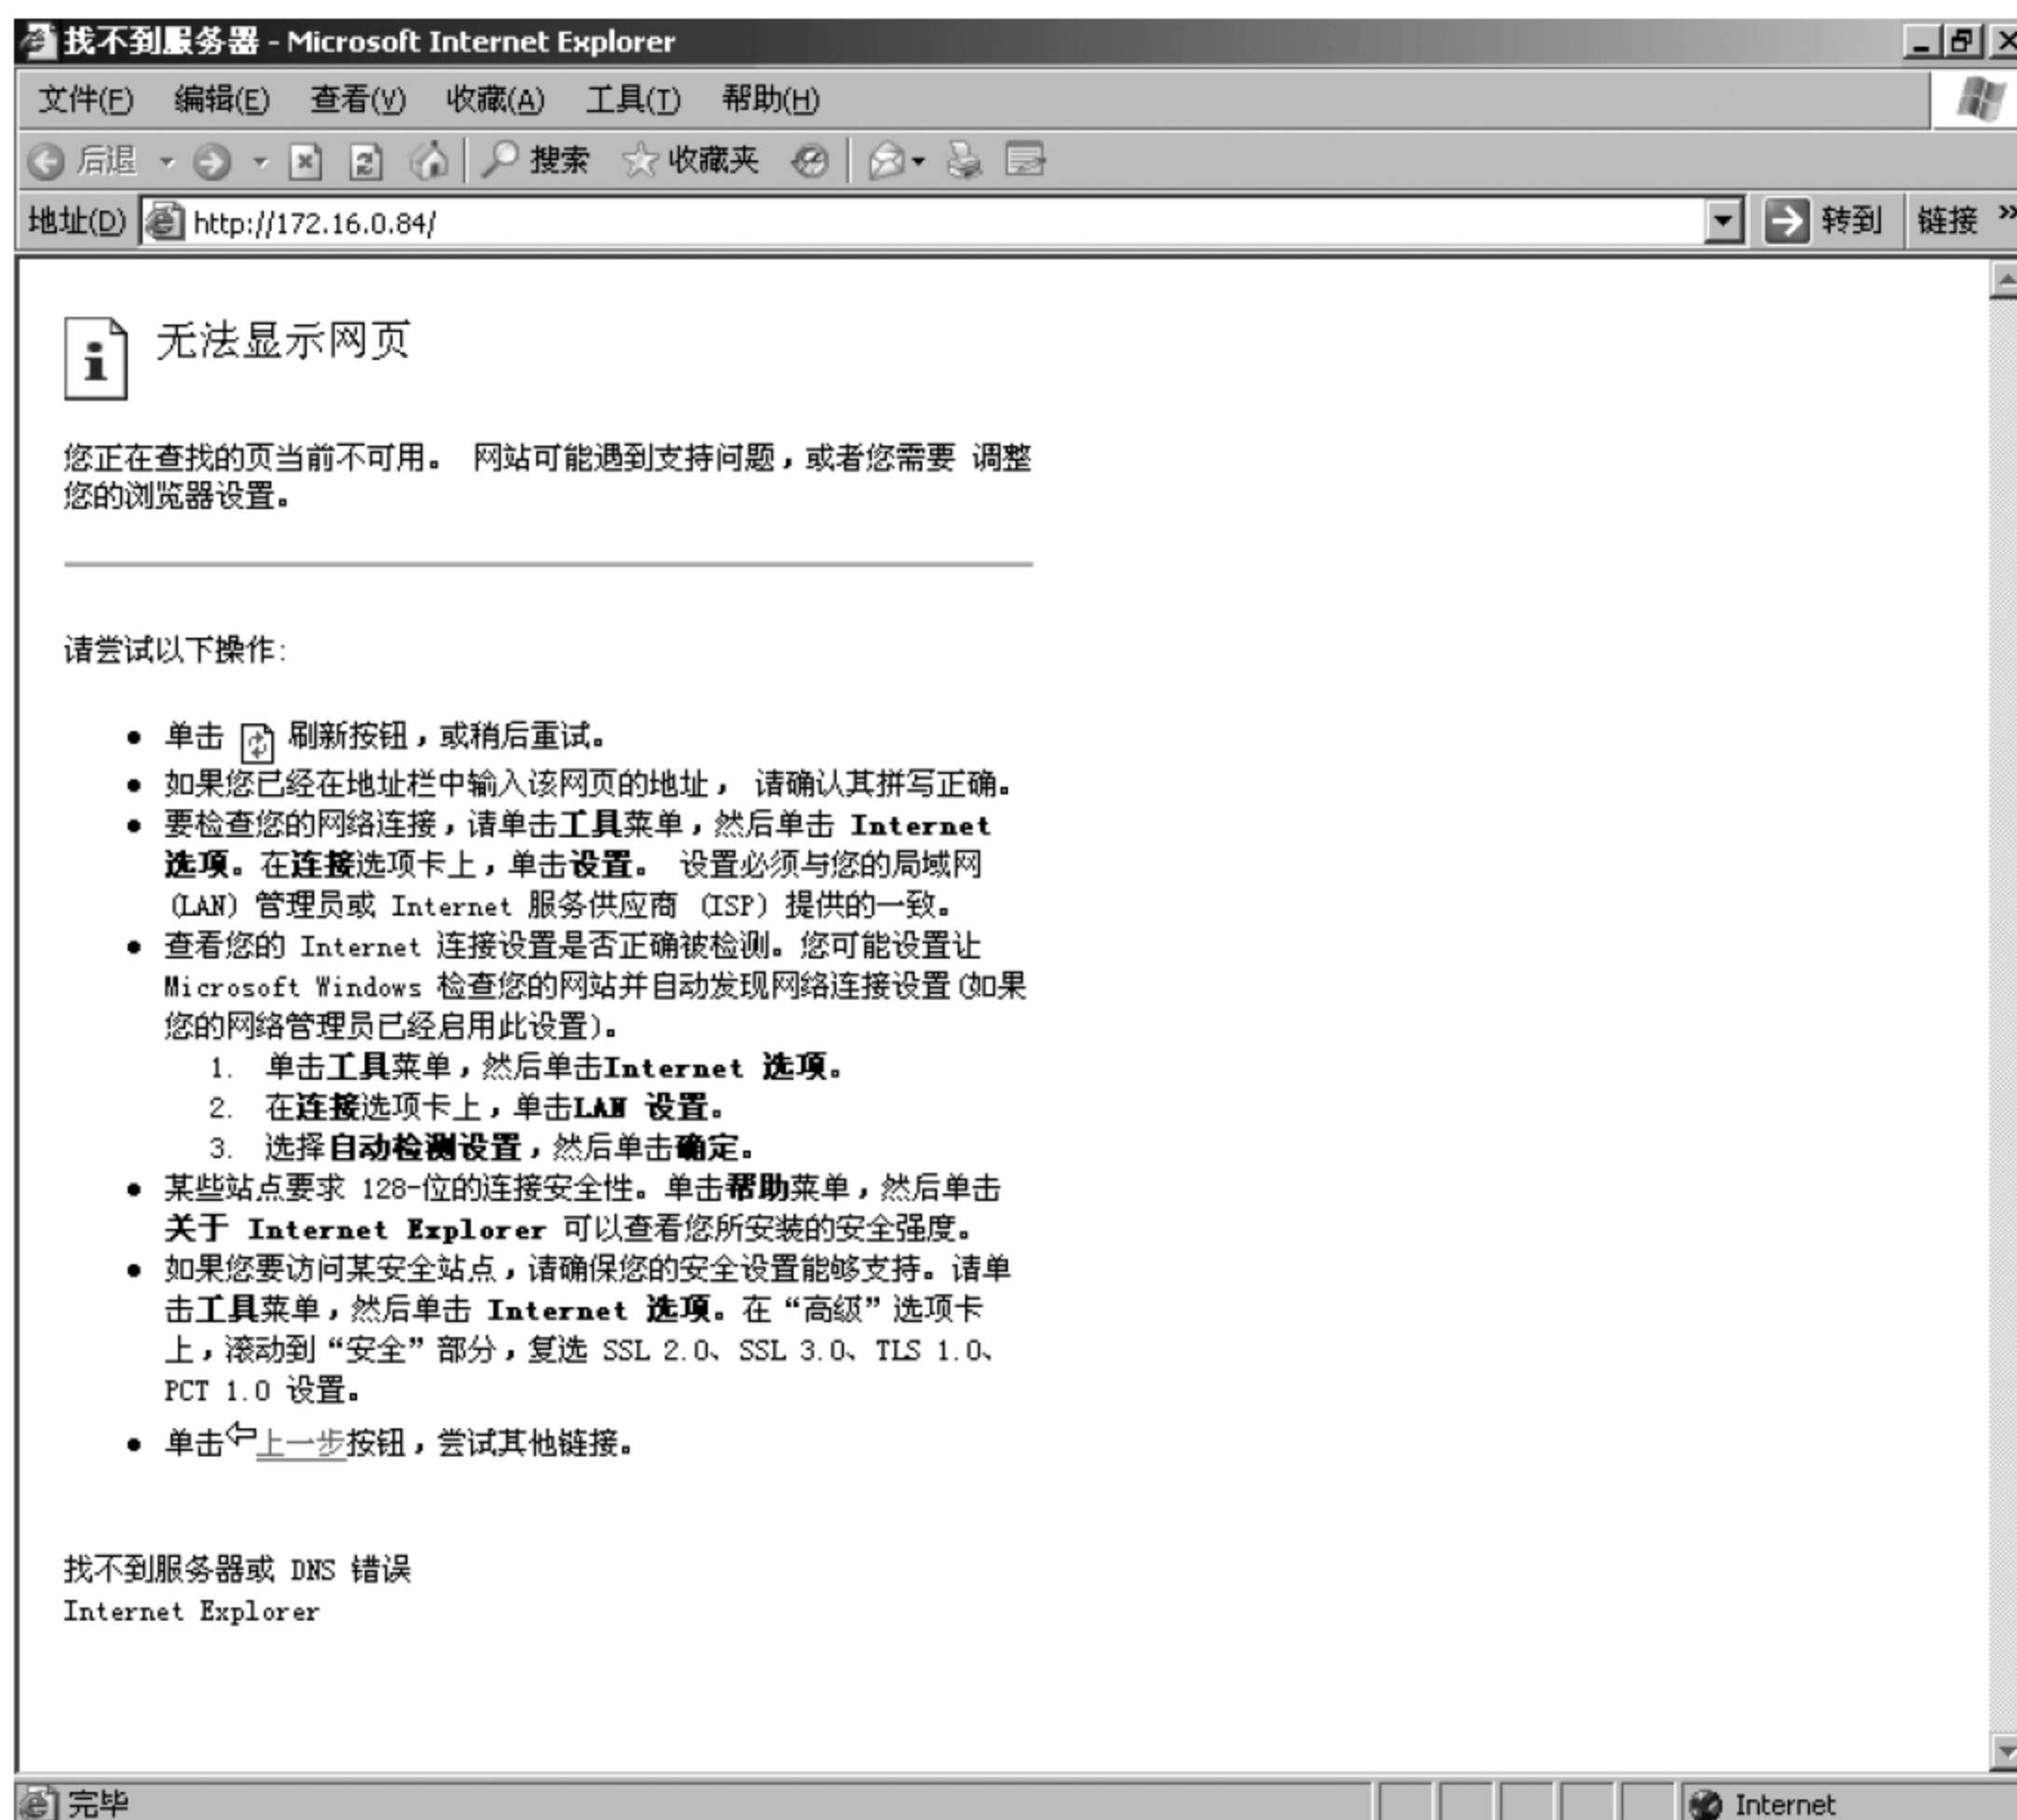 找不到服务器 - Microsoft Internet Explorer
文件(F) 编辑(E) 查看(V) 收藏(A) 工具(T) 帮助(H)
后退 搜索 收藏夹
地址(D) http://172.16.0.84/ 转到 链接 »
无法显示网页
您正在查找的页当前不可用。 网站可能遇到支持问题，或者您需要 调整
您的浏览器设置。
请尝试以下操作:
• 单击 刷新按钮，或稍后重试。
• 如果您已经在地址栏中输入该网页的地址， 请确认其拼写正确。
• 要检查您的网络连接，请单击工具菜单，然后单击 Internet
选项。在连接选项卡上，单击设置。 设置必须与您的局域网
(LAN) 管理员或 Internet 服务供应商 (ISP) 提供的一致。
• 查看您的 Internet 连接设置是否正确被检测。您可能设置让
Microsoft Windows 检查您的网站并自动发现网络连接设置(如果
您的网络管理员已经启用此设置)。
1. 单击工具菜单，然后单击Internet 选项。
2. 在连接选项卡上，单击LAN 设置。
3. 选择自动检测设置，然后单击确定。
• 某些站点要求 128-位的连接安全性。单击帮助菜单，然后单击
关于 Internet Explorer 可以查看您所安装的安全强度。
• 如果您要访问某安全站点，请确保您的安全设置能够支持。请单
击工具菜单，然后单击 Internet 选项。在“高级”选项卡
上，滚动到“安全”部分，复选 SSL 2.0、SSL 3.0、TLS 1.0、
PCT 1.0 设置。
• 单击上一步按钮，尝试其他链接。
找不到服务器或 DNS 错误
Internet Explorer
完毕 Internet